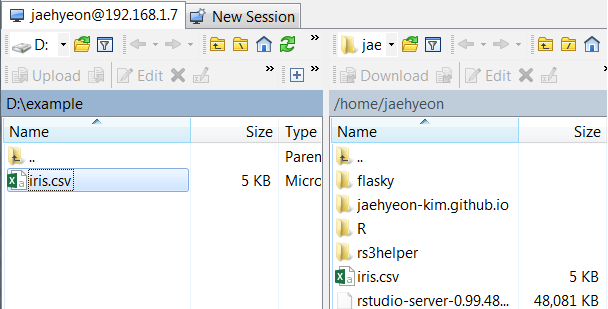 jaehyeon@192.168.1.7 New Session
D: jae
Upload Edit Download Edit
D:\example /home/jaehyeon
Name Size Type Name Size
.. Paren ..
iris.csv 5 KB Micro flasky
jaehyeon-kim.github.io
R
rs3helper
iris.csv 5 KB
rstudio-server-0.99.48... 48,081 KB